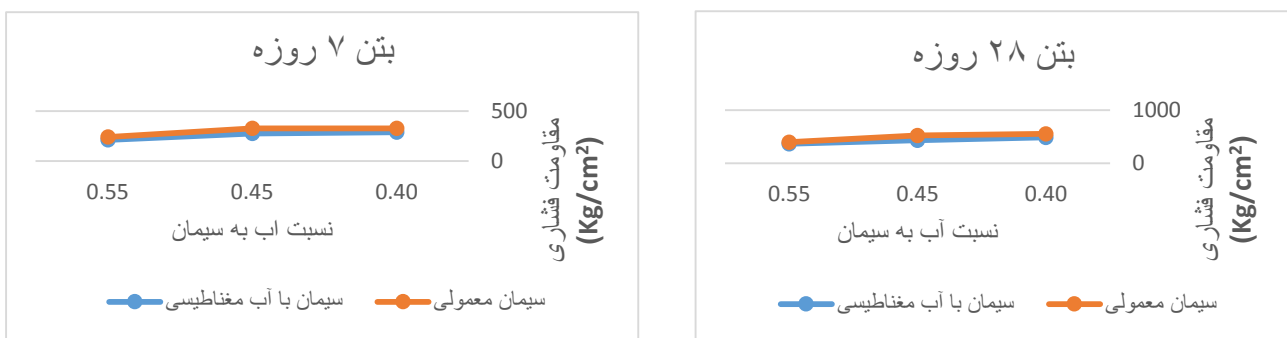 بتن ۲۸ روزه
1000
0
مقاومت فشاری
(Kg/cm²)
0.55 0.45 0.40
نسبت آب به سیمان
سیمان معمولی سیمان با آب مغناطیسی
بتن ۷ روزه
500
0
مقاومت فشاری
(Kg/cm²)
0.55 0.45 0.40
نسبت اب به سیمان
سیمان معمولی سیمان با آب مغناطیسی